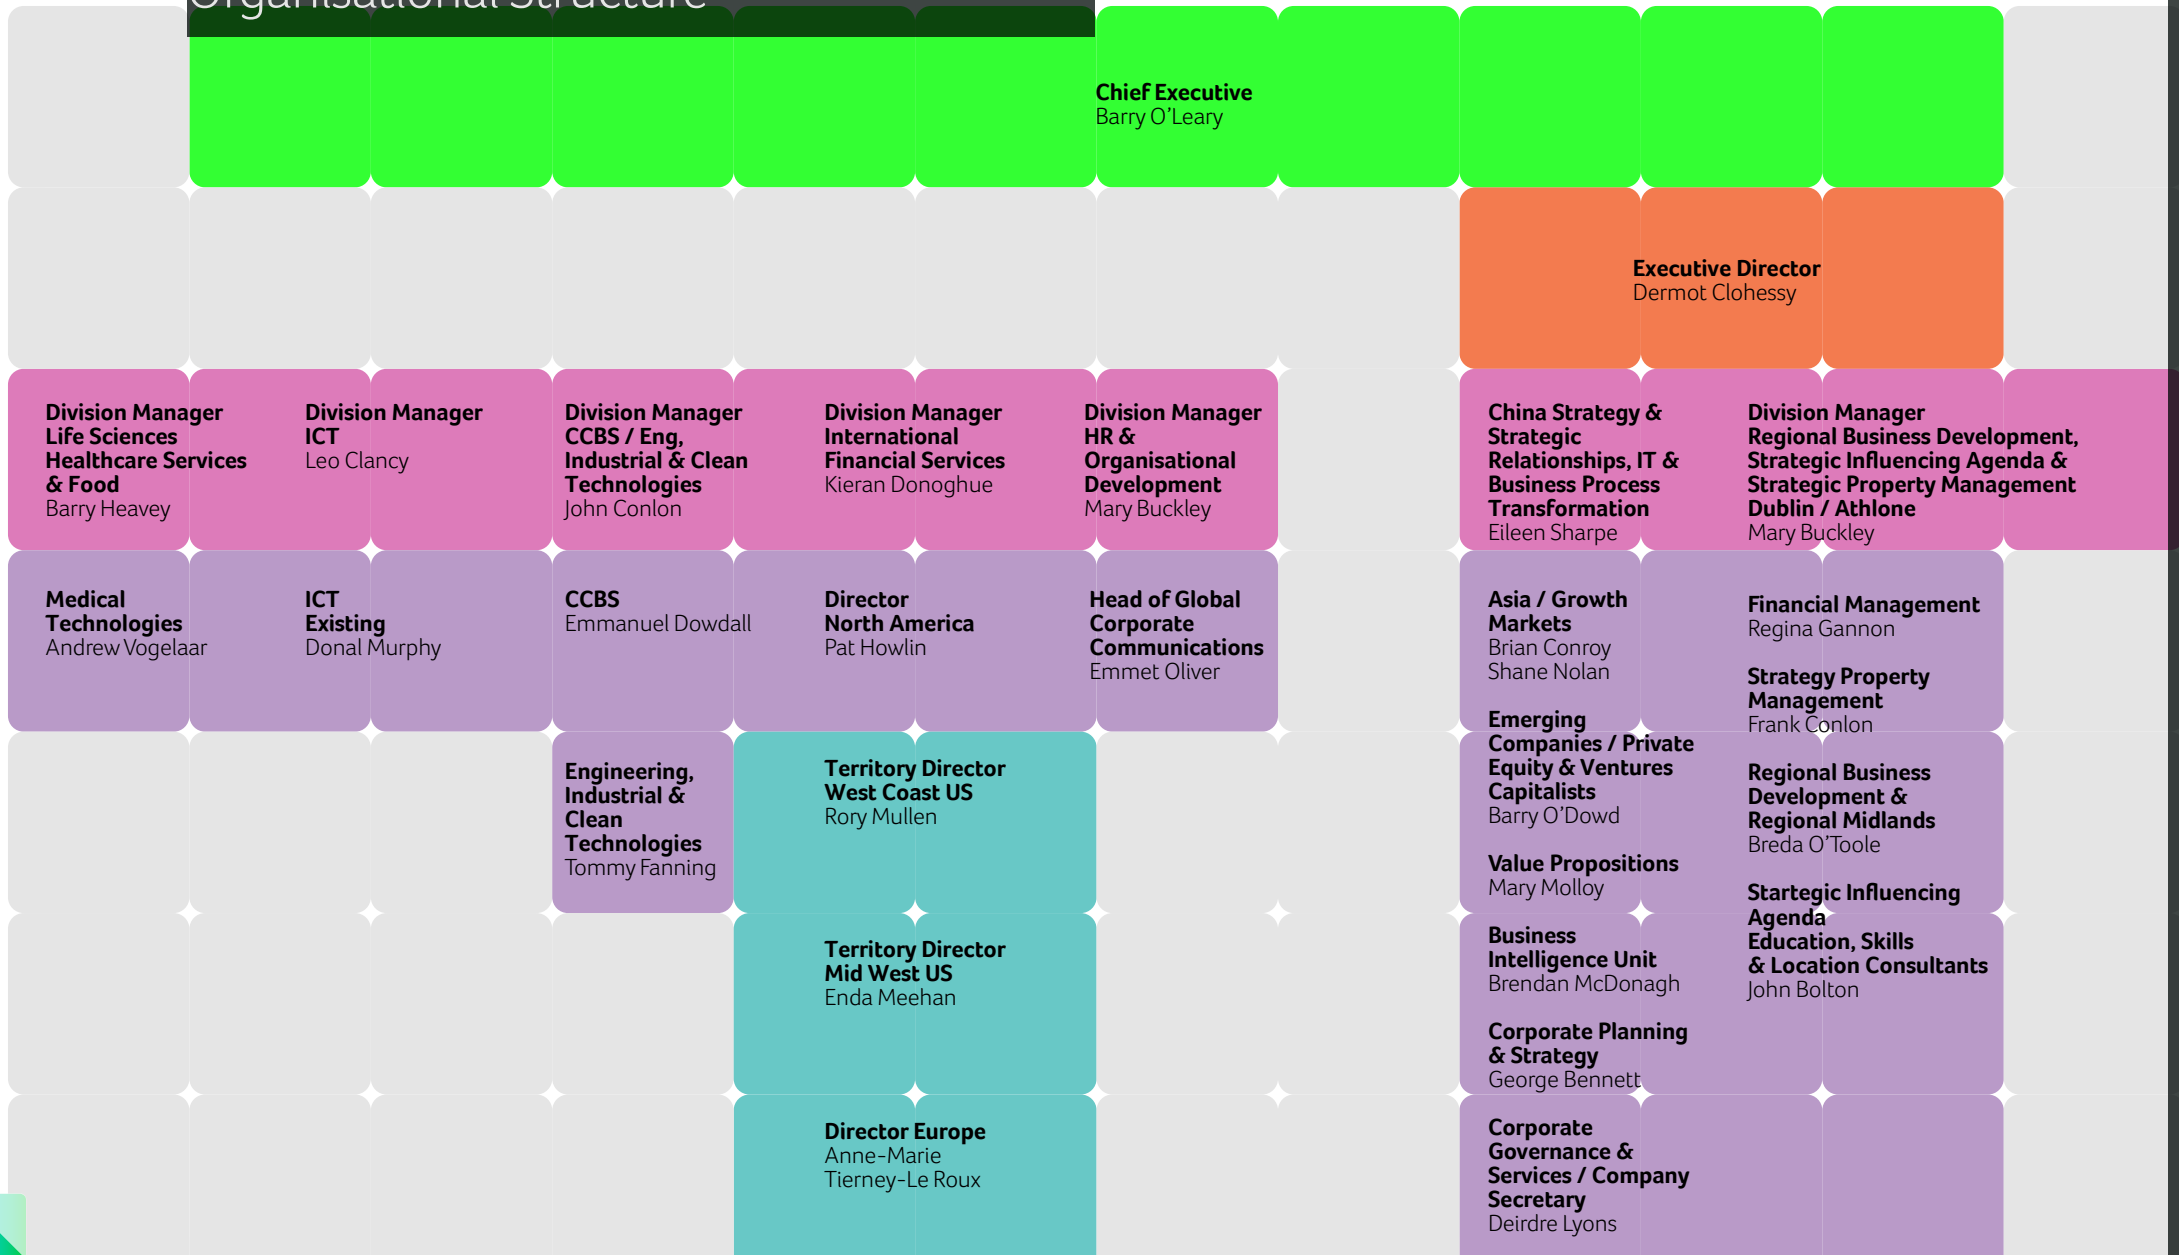 Organisational Structure
Chief Executive
Barry O’Leary
Executive Director
Dermot Clohessy
Division Manager
Life Sciences
Healthcare Services
& Food
Barry Heavey
Division Manager
ICT
Leo Clancy
Division Manager
CCBS / Eng,
Industrial & Clean
Technologies
John Conlon
Division Manager
International
Financial Services
Kieran Donoghue
Division Manager
HR &
Organisational
Development
Mary Buckley
China Strategy &
Strategic
Relationships, IT &
Business Process
Transformation
Eileen Sharpe
Division Manager
Regional Business Development,
Strategic Influencing Agenda &
Strategic Property Management
Dublin / Athlone
Mary Buckley
Medical
Technologies
Andrew Vogelaar
ICT
Existing
Donal Murphy
CCBS
Emmanuel Dowdall
Engineering,
Industrial &
Clean
Technologies
Tommy Fanning
Director
North America
Pat Howlin
Territory Director
West Coast US
Rory Mullen
Territory Director
Mid West US
Enda Meehan
Director Europe
Anne-Marie
Tierney-Le Roux
Head of Global
Corporate
Communications
Emmet Oliver
Asia / Growth
Markets
Brian Conroy
Shane Nolan
Emerging
Companies / Private
Equity & Ventures
Capitalists
Barry O’Dowd
Value Propositions
Mary Molloy
Business
Intelligence Unit
Brendan McDonagh
Corporate Planning
& Strategy
George Bennett
Corporate
Governance &
Services / Company
Secretary
Deirdre Lyons
Financial Management
Regina Gannon
Strategy Property
Management
Frank Conlon
Regional Business
Development &
Regional Midlands
Breda O’Toole
Startegic Influencing
Agenda
Education, Skills
& Location Consultants
John Bolton